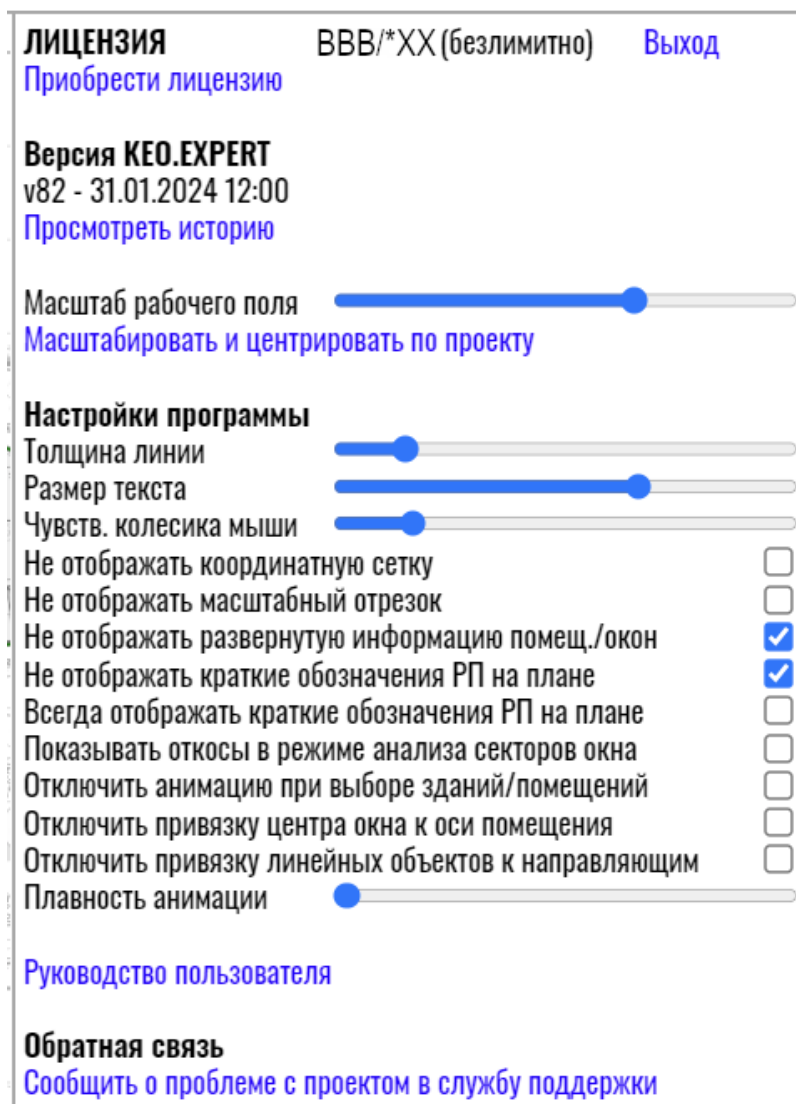 ЛИЦЕНЗИЯ BBB/*XX (безлимитно) Выход
Приобрести лицензию
Версия KEO.EXPERT
v82 - 31.01.2024 12:00
Просмотреть историю
Масштаб рабочего поля
Масштабировать и центрировать по проекту
Настройки программы
Толщина линии
Размер текста
Чувств. колесика мыши
Не отображать координатную сетку
Не отображать масштабный отрезок
Не отображать развернутую информацию помещ./окон
Не отображать краткие обозначения РП на плане
Всегда отображать краткие обозначения РП на плане
Показывать откосы в режиме анализа секторов окна
Отключить анимацию при выборе зданий/помещений
Отключить привязку центра окна к оси помещения
Отключить привязку линейных объектов к направляющим
Плавность анимации
Руководство пользователя
Обратная связь
Сообщить о проблеме с проектом в службу поддержки